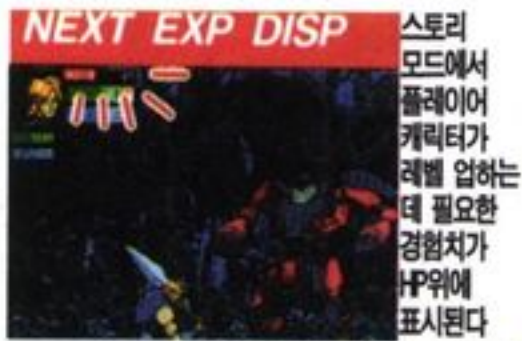 NEXT EXP DISP
스토리
모드에서
플레이어
캐릭터가
레벨 업하는
데 필요한
경험치가
HP위에
표시된다